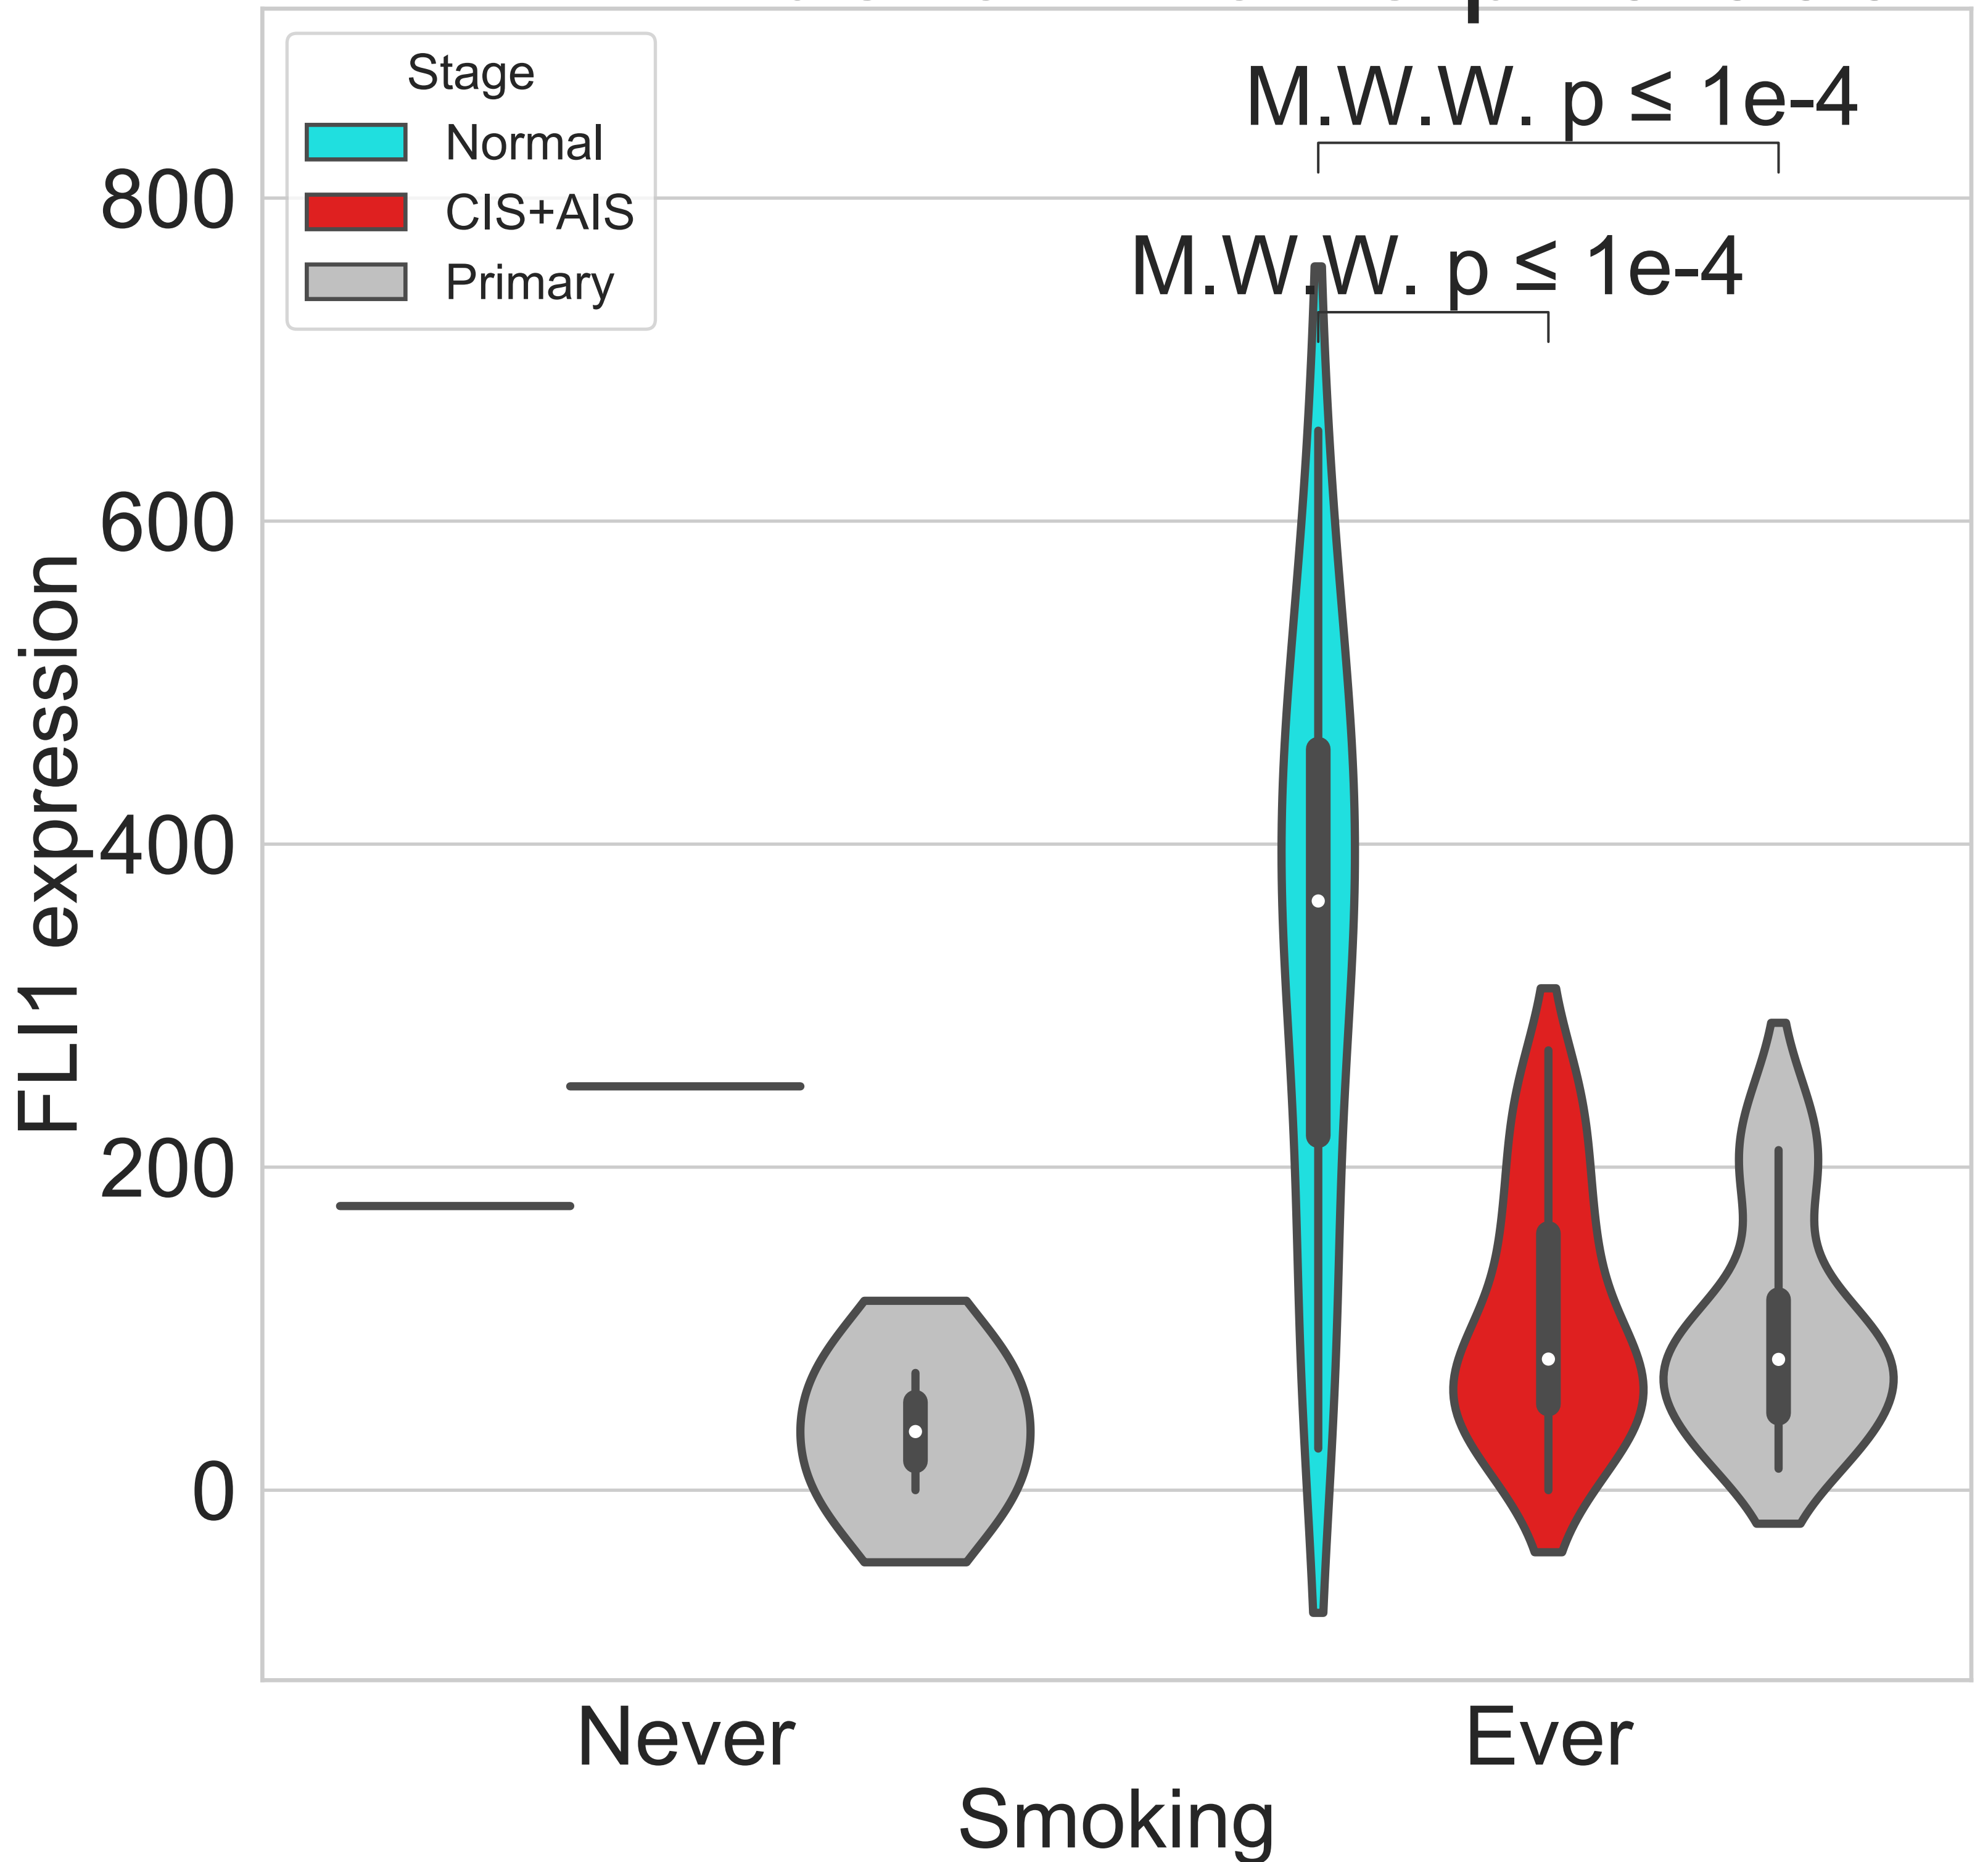 M.W.W. p ≤ 1e-4
M.W.W. p ≤ 1e-4
Stage
Normal
CIS+AIS
Primary
800
600
400
200
0
FLI1 expression
Never
Ever
Smoking